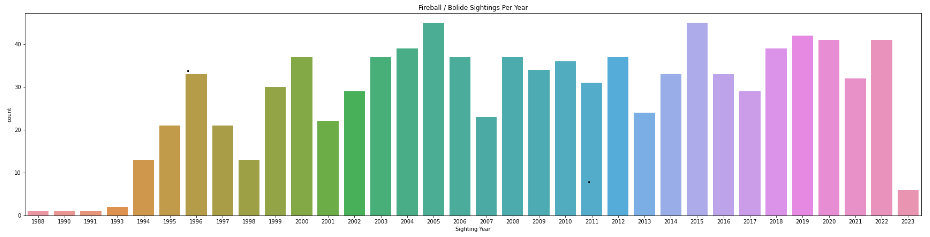 Fireball / Bolide Sightings Per Year
count
40
30
20
10
0
1988 1990 1991 1993 1994 1995 1996 1997 1998 1999 2000 2001 2002 2003 2004 2005 2006 2007 2008 2009 2010 2011 2012 2013 2014 2015 2016 2017 2018 2019 2020 2021 2022 2023
Sighting Year